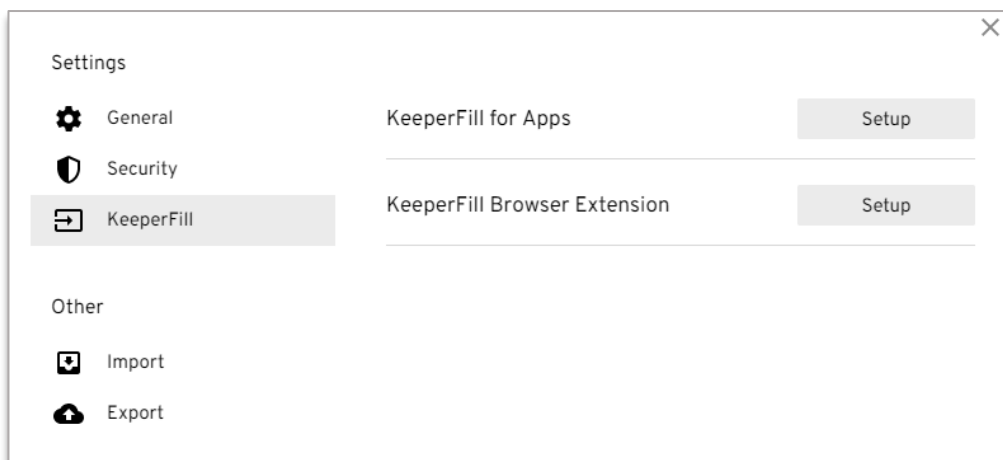 Settings
General
Security
KeeperFill
Other
Import
Export
KeeperFill for Apps
Setup
KeeperFill Browser Extension
Setup